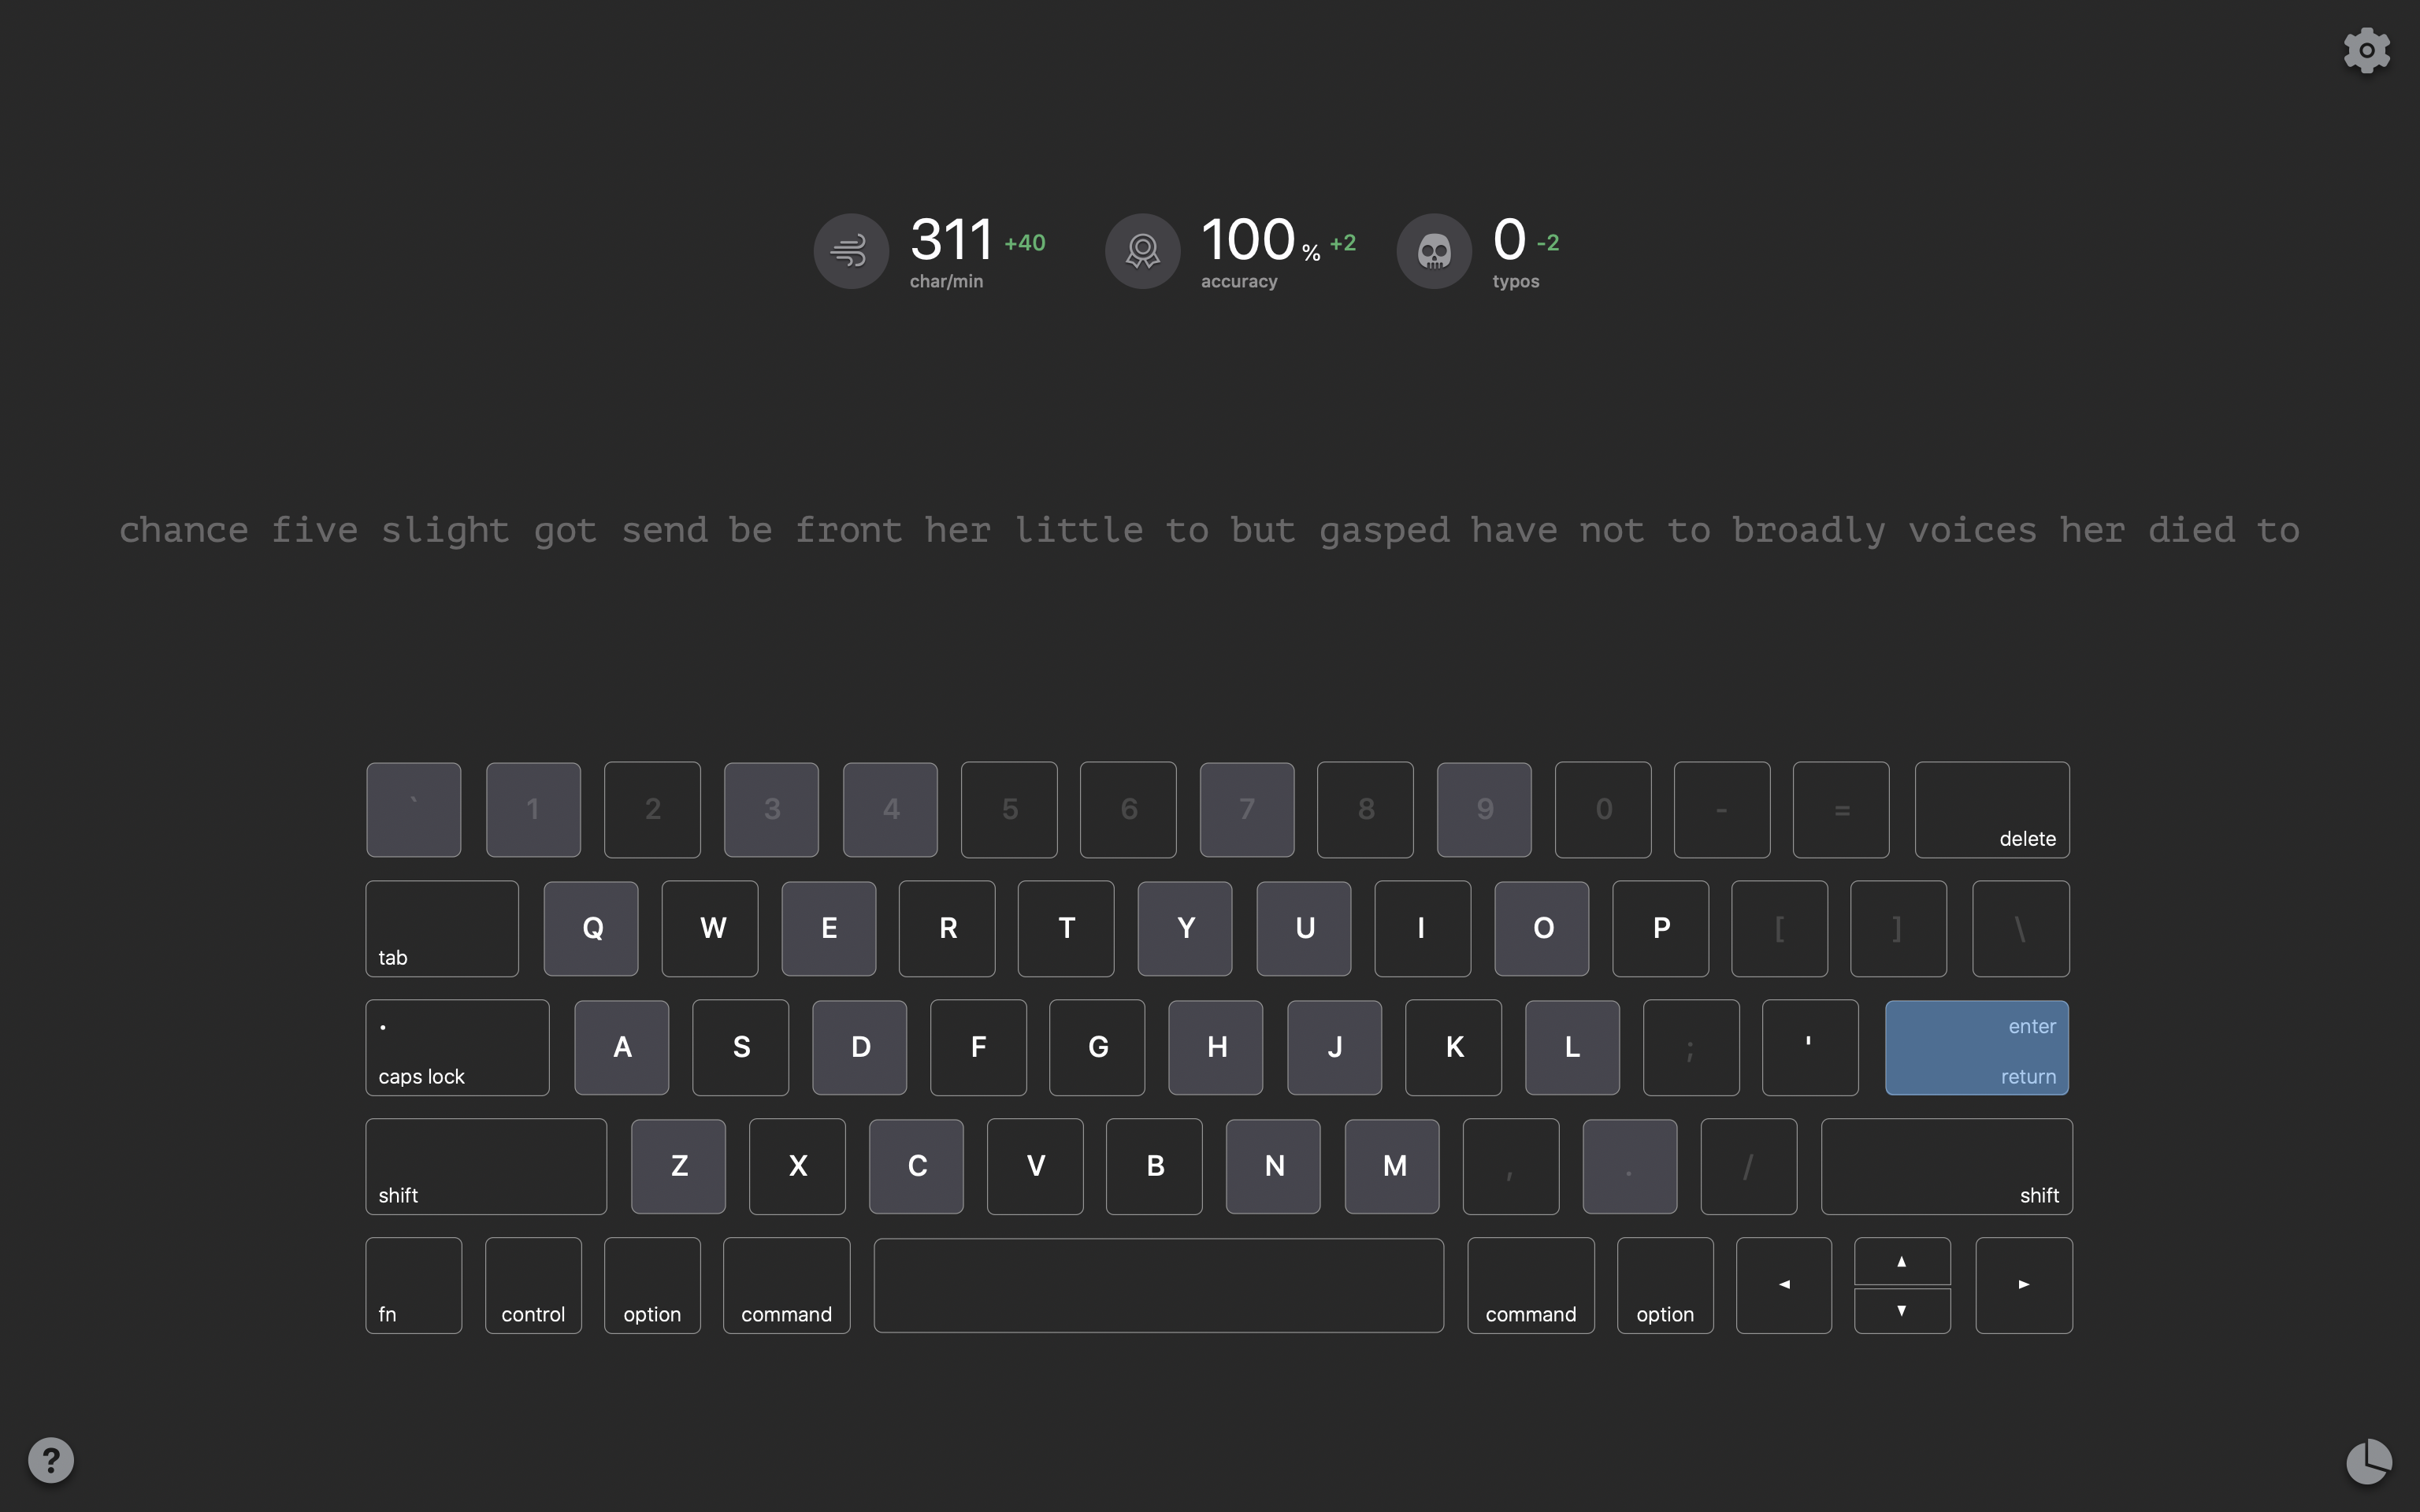 311 +40 100% +2 0 -2
char/min accuracy typos
chance five slight got send be front her little to but gasped have not to broadly voices her died to
` 1 2 3 4 5 6 7 8 9 0 - = delete
tab Q W E R T Y U I O P [ ] \
caps lock A S D F G H J K L ; ' enter return
shift Z X C V B N M , . / shift
fn control option command command option ◄ ▲ ▼ ►
?